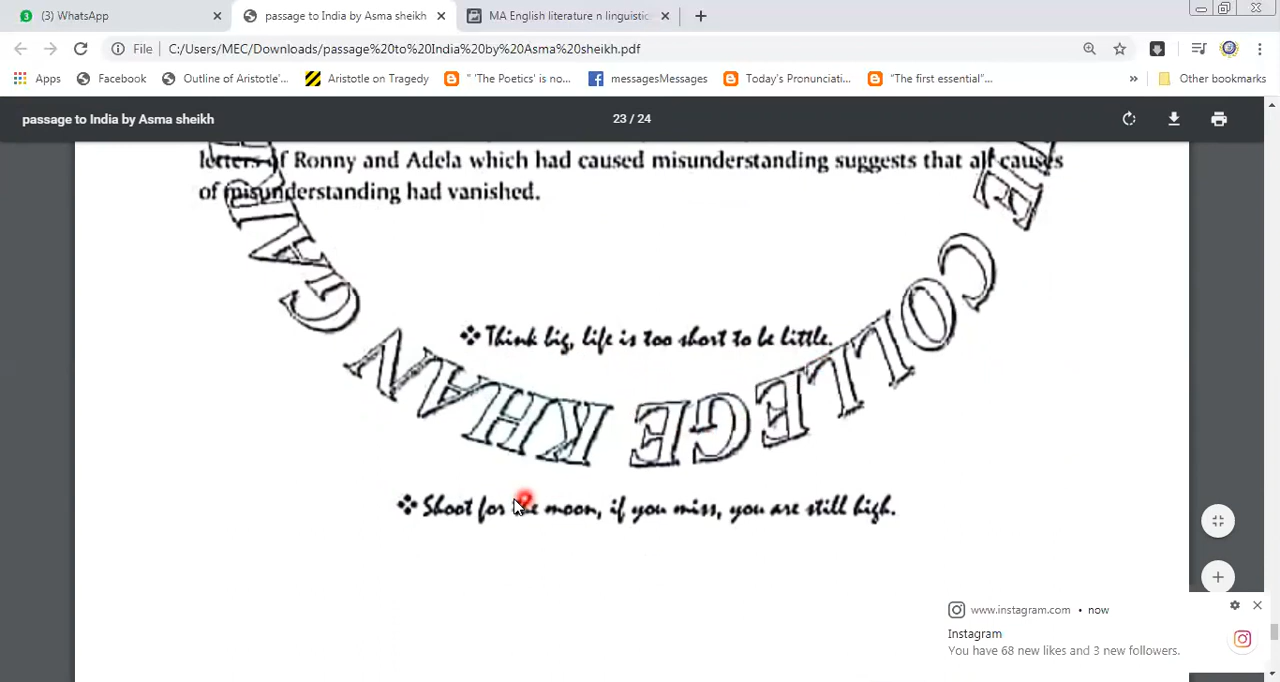 (3) WhatsApp
passage to India by Asma sheikh
MA English literature n linguistic
File
C:/Users/MEC/Downloads/passage%20to%20India%20by%20Asma%20sheikh.pdf
Apps
Facebook
Outline of Aristotle'...
Aristotle on Tragedy
" 'The Poetics' is no...
messagesMessages
Today's Pronunciati...
"The first essential"...
»
Other bookmarks
passage to India by Asma sheikh
23 / 24
letters of Ronny and Adela which had caused misunderstanding suggests that all causes
of misunderstanding had vanished.
❖ Think big, life is too short to be little.
COLLEGE KHAN GAR
❖ Shoot for the moon, if you miss, you are still high.
www.instagram.com • now
Instagram
You have 68 new likes and 3 new followers.